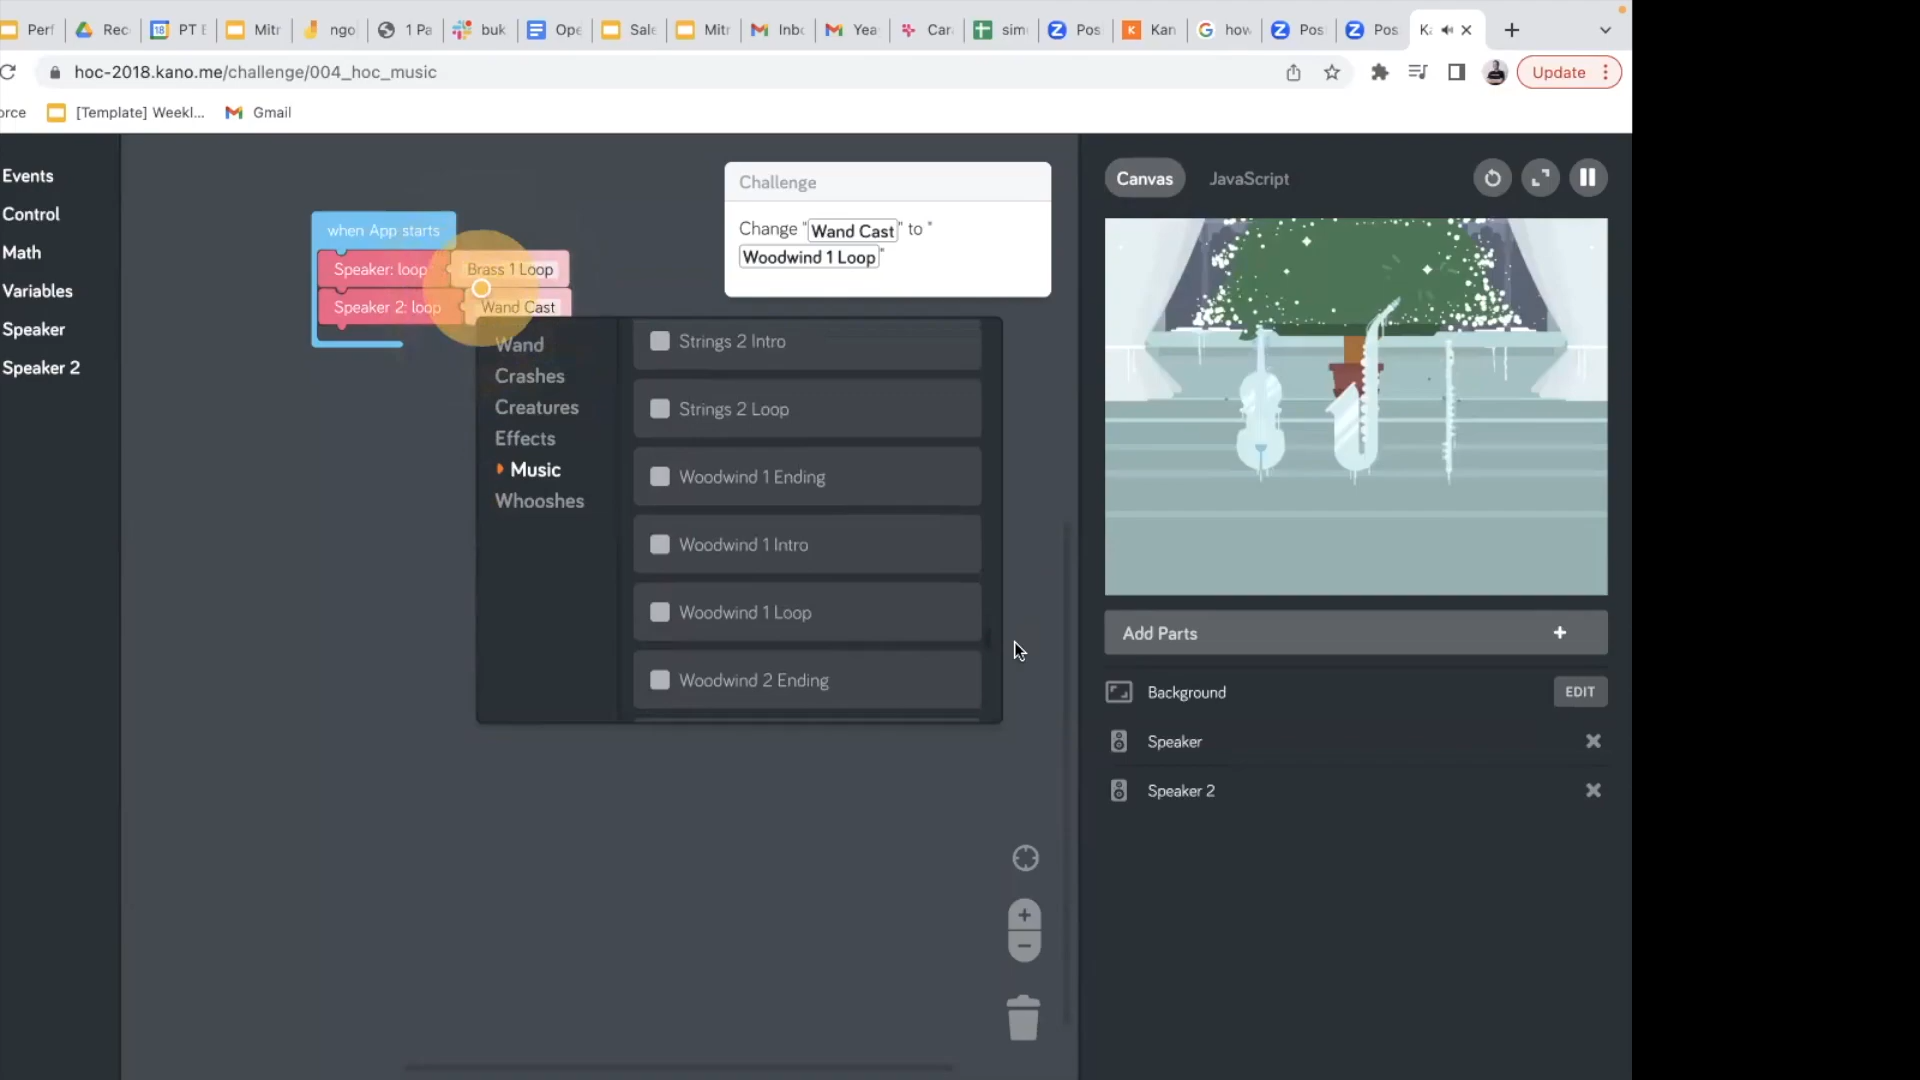 Perf
Rec
18
PT E
Mitr
ngo
1 Pa
buk
Ope
Sale
Mitr
Inbo
Yea
Car
sim
Pos
Kan
how
Pos
Pos
Ka
hoc-2018.kano.me/challenge/004_hoc_music
Update
orce
[Template] Weekl...
Gmail
Events
Control
Math
Variables
Speaker
Speaker 2
when App starts
Speaker: loop Brass 1 Loop
Speaker 2: loop Wand Cast
Challenge
Change "Wand Cast" to "
Woodwind 1 Loop"
Wand
Crashes
Creatures
Effects
Music
Whooshes
Strings 2 Intro
Strings 2 Loop
Woodwind 1 Ending
Woodwind 1 Intro
Woodwind 1 Loop
Woodwind 2 Ending
Canvas
JavaScript
Add Parts
Background
EDIT
Speaker
Speaker 2